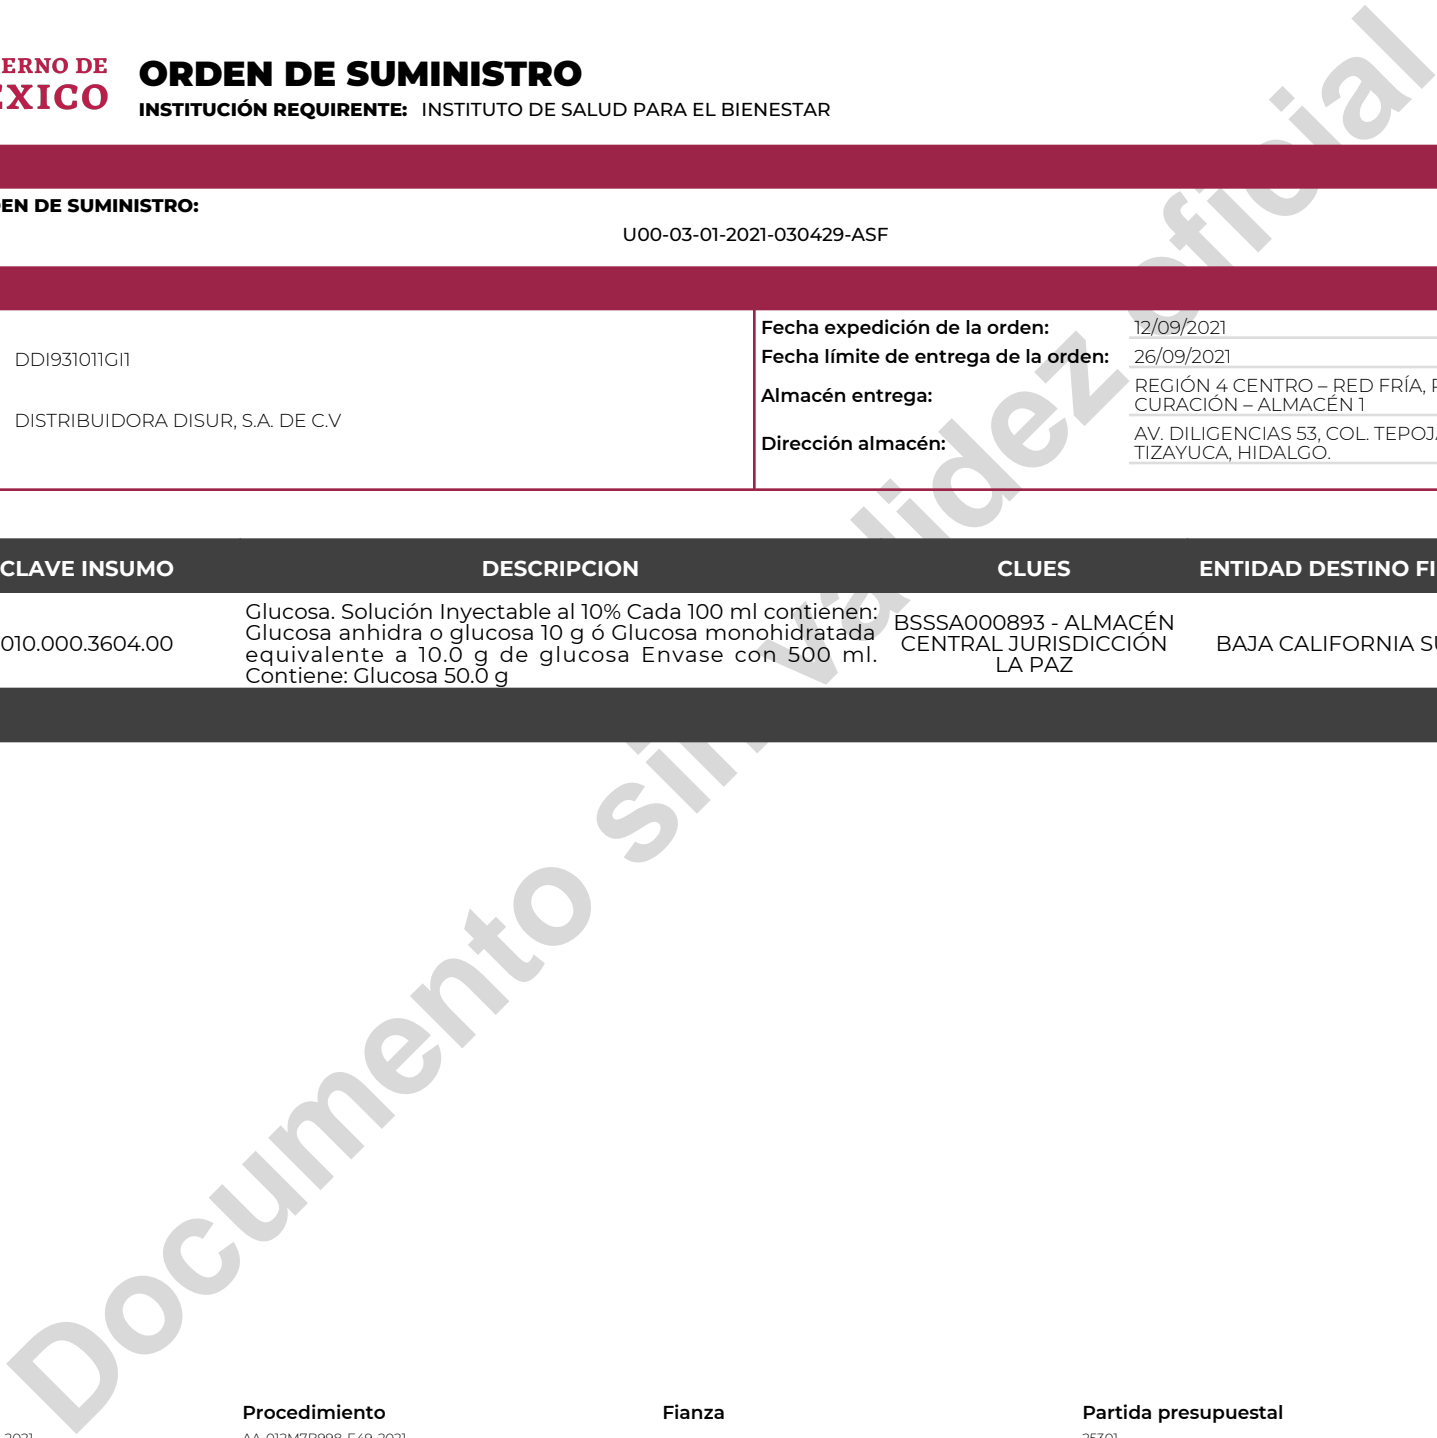 ERNO DE
EXICO
ORDEN DE SUMINISTRO
INSTITUCIÓN REQUIRENTE: INSTITUTO DE SALUD PARA EL BIENESTAR
EN DE SUMINISTRO:
U00-03-01-2021-030429-ASF
DDI931011GI1
DISTRIBUIDORA DISUR, S.A. DE C.V
Fecha expedición de la orden: 12/09/2021
Fecha límite de entrega de la orden: 26/09/2021
Almacén entrega: REGIÓN 4 CENTRO – RED FRÍA,
CURACIÓN – ALMACÉN 1
Dirección almacén: AV. DILIGENCIAS 53, COL. TEPOJ
TIZAYUCA, HIDALGO.
CLAVE INSUMO DESCRIPCION CLUES ENTIDAD DESTINO FI
010.000.3604.00
Glucosa. Solución Inyectable al 10% Cada 100 ml contienen:
Glucosa anhidra o glucosa 10 g ó Glucosa monohidratada
equivalente a 10.0 g de glucosa Envase con 500 ml.
Contiene: Glucosa 50.0 g
BSSSA000893 - ALMACÉN
CENTRAL JURISDICCIÓN
LA PAZ
BAJA CALIFORNIA SU
Documento sin validez oficial
Procedimiento Fianza Partida presupuestal